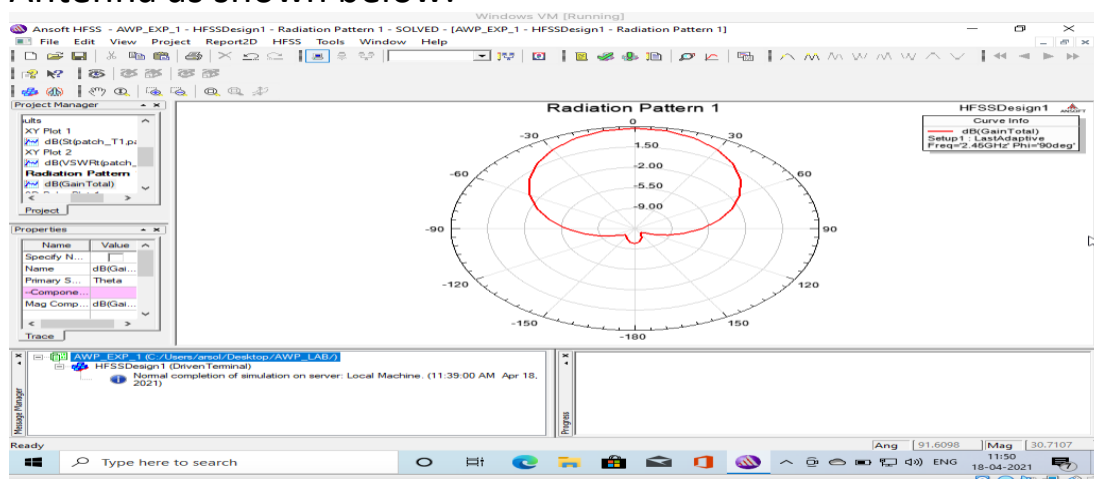 Antenna as shown below:
Windows VM [Running]
Ansoft HFSS - AWP_EXP_1 - HFSSDesign1 - Radiation Pattern 1 - SOLVED - [AWP_EXP_1 - HFSSDesign1 - Radiation Pattern 1]
File Edit View Project Report2D HFSS Tools Window Help
Project Manager
ults
XY Plot 1
dB(St(patch_T1,pa
XY Plot 2
dB(VSWRt(patch_
Radiation Pattern
dB(GainTotal)
Project
Properties
Name Value
Specify N...
Name dB(Gai...
Primary S... Theta
-Compone...
Mag Comp... dB(Gai...
Trace
Radiation Pattern 1
HFSSDesign1
ANSOFT
Curve Info
dB(GainTotal)
Setup1 : LastAdaptive
Freq='2.45GHz' Phi='90deg'
0
-30 30
1.50
-2.00
-60 60
-5.50
-9.00
-90 90
-120 120
-150 150
-180
Message Manager
AWP_EXP_1 (C:/Users/arsol/Desktop/AWP_LAB/)
HFSSDesign1 (DrivenTerminal)
Normal completion of simulation on server: Local Machine. (11:39:00 AM Apr 18,
2021)
Progress
Ready
Ang 91.6098 Mag 30.7107
Type here to search
ENG
11:50
18-04-2021